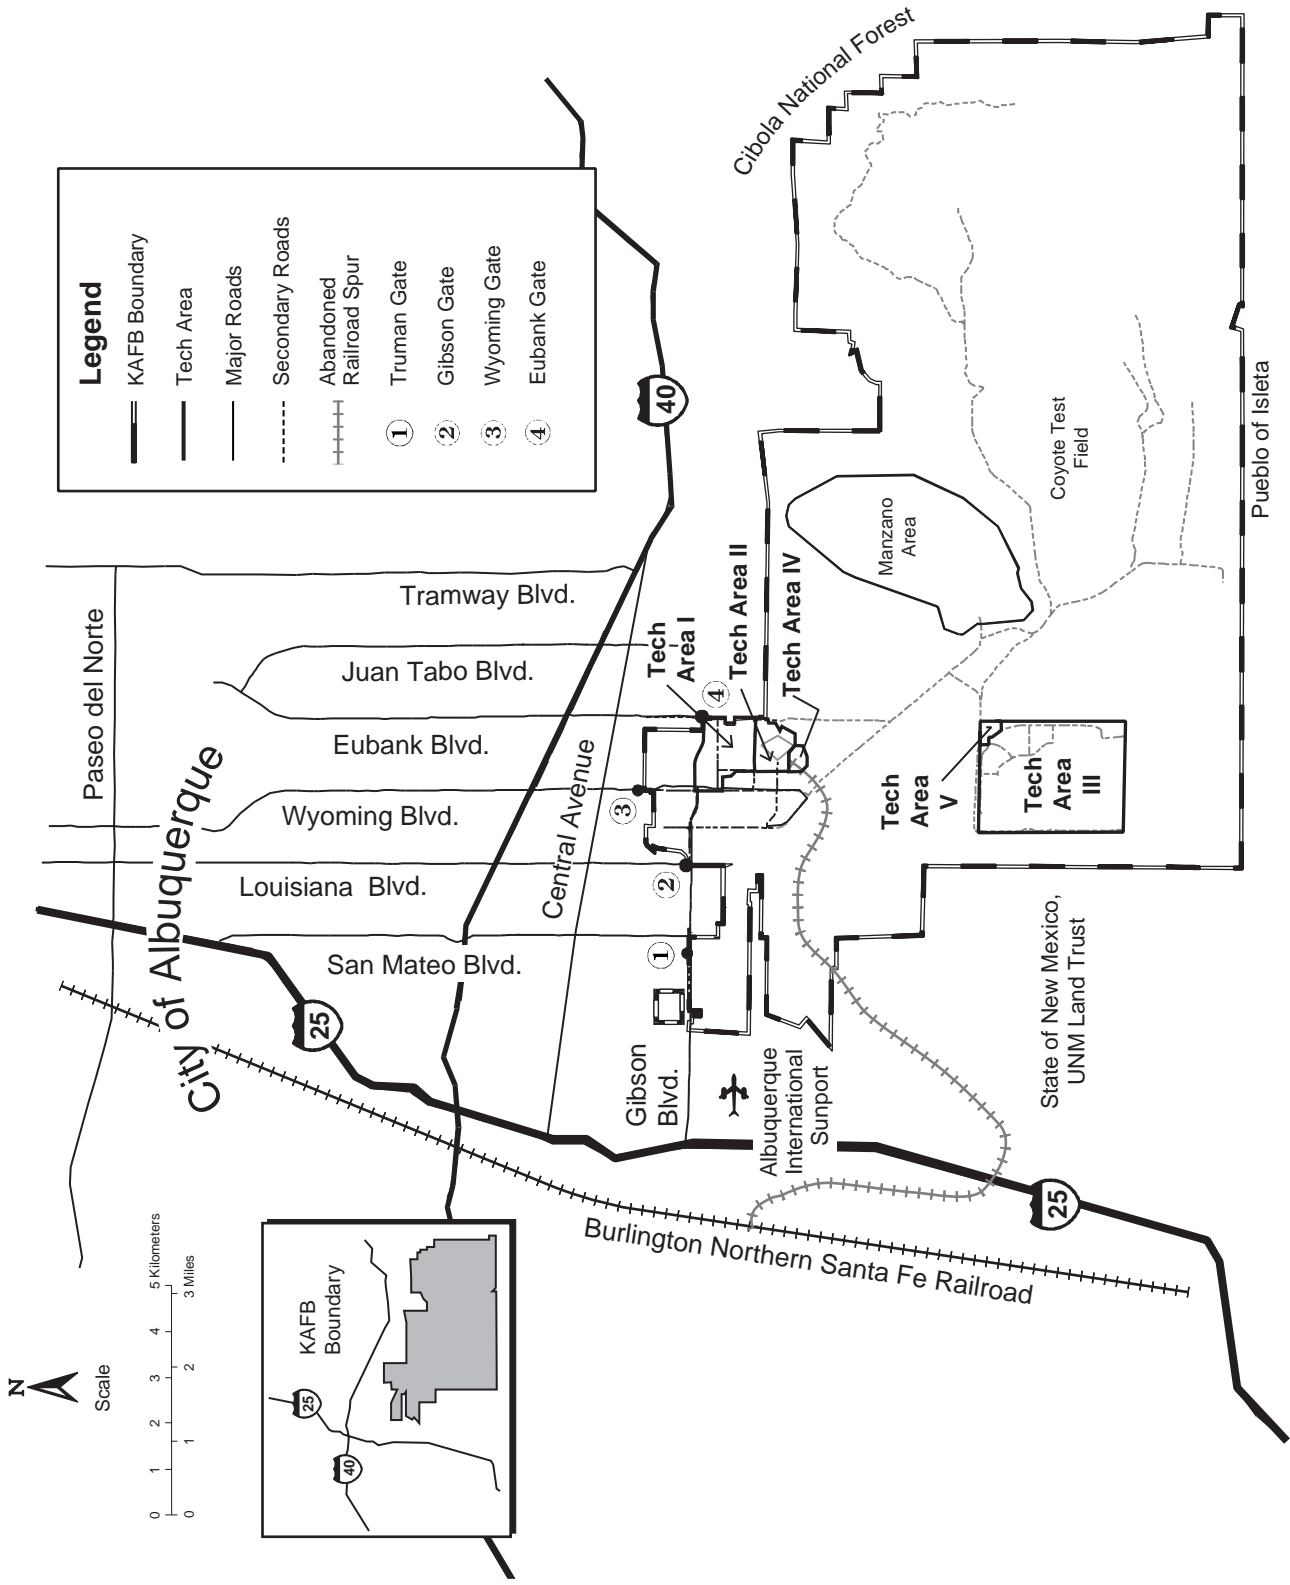 N
Scale
0 1 2 3 4 5 Kilometers
0 1 2 3 Miles
KAFB
Boundary
25
40
Legend
KAFB Boundary
Tech Area
Major Roads
Secondary Roads
Abandoned
Railroad Spur
1 Truman Gate
2 Gibson Gate
3 Wyoming Gate
4 Eubank Gate
City of Albuquerque
Paseo del Norte
Tramway Blvd.
Juan Tabo Blvd.
Eubank Blvd.
Wyoming Blvd.
Louisiana Blvd.
San Mateo Blvd.
Central Avenue
25
40
Gibson
Blvd.
1
2
3
4
Tech
Area I
Tech Area II
Tech Area IV
Cibola National Forest
Albuquerque
International
Sunport
Manzano
Area
Tech
Area
V
Tech
Area
III
Coyote Test
Field
State of New Mexico,
UNM Land Trust
25
Burlington Northern Santa Fe Railroad
Pueblo of Isleta